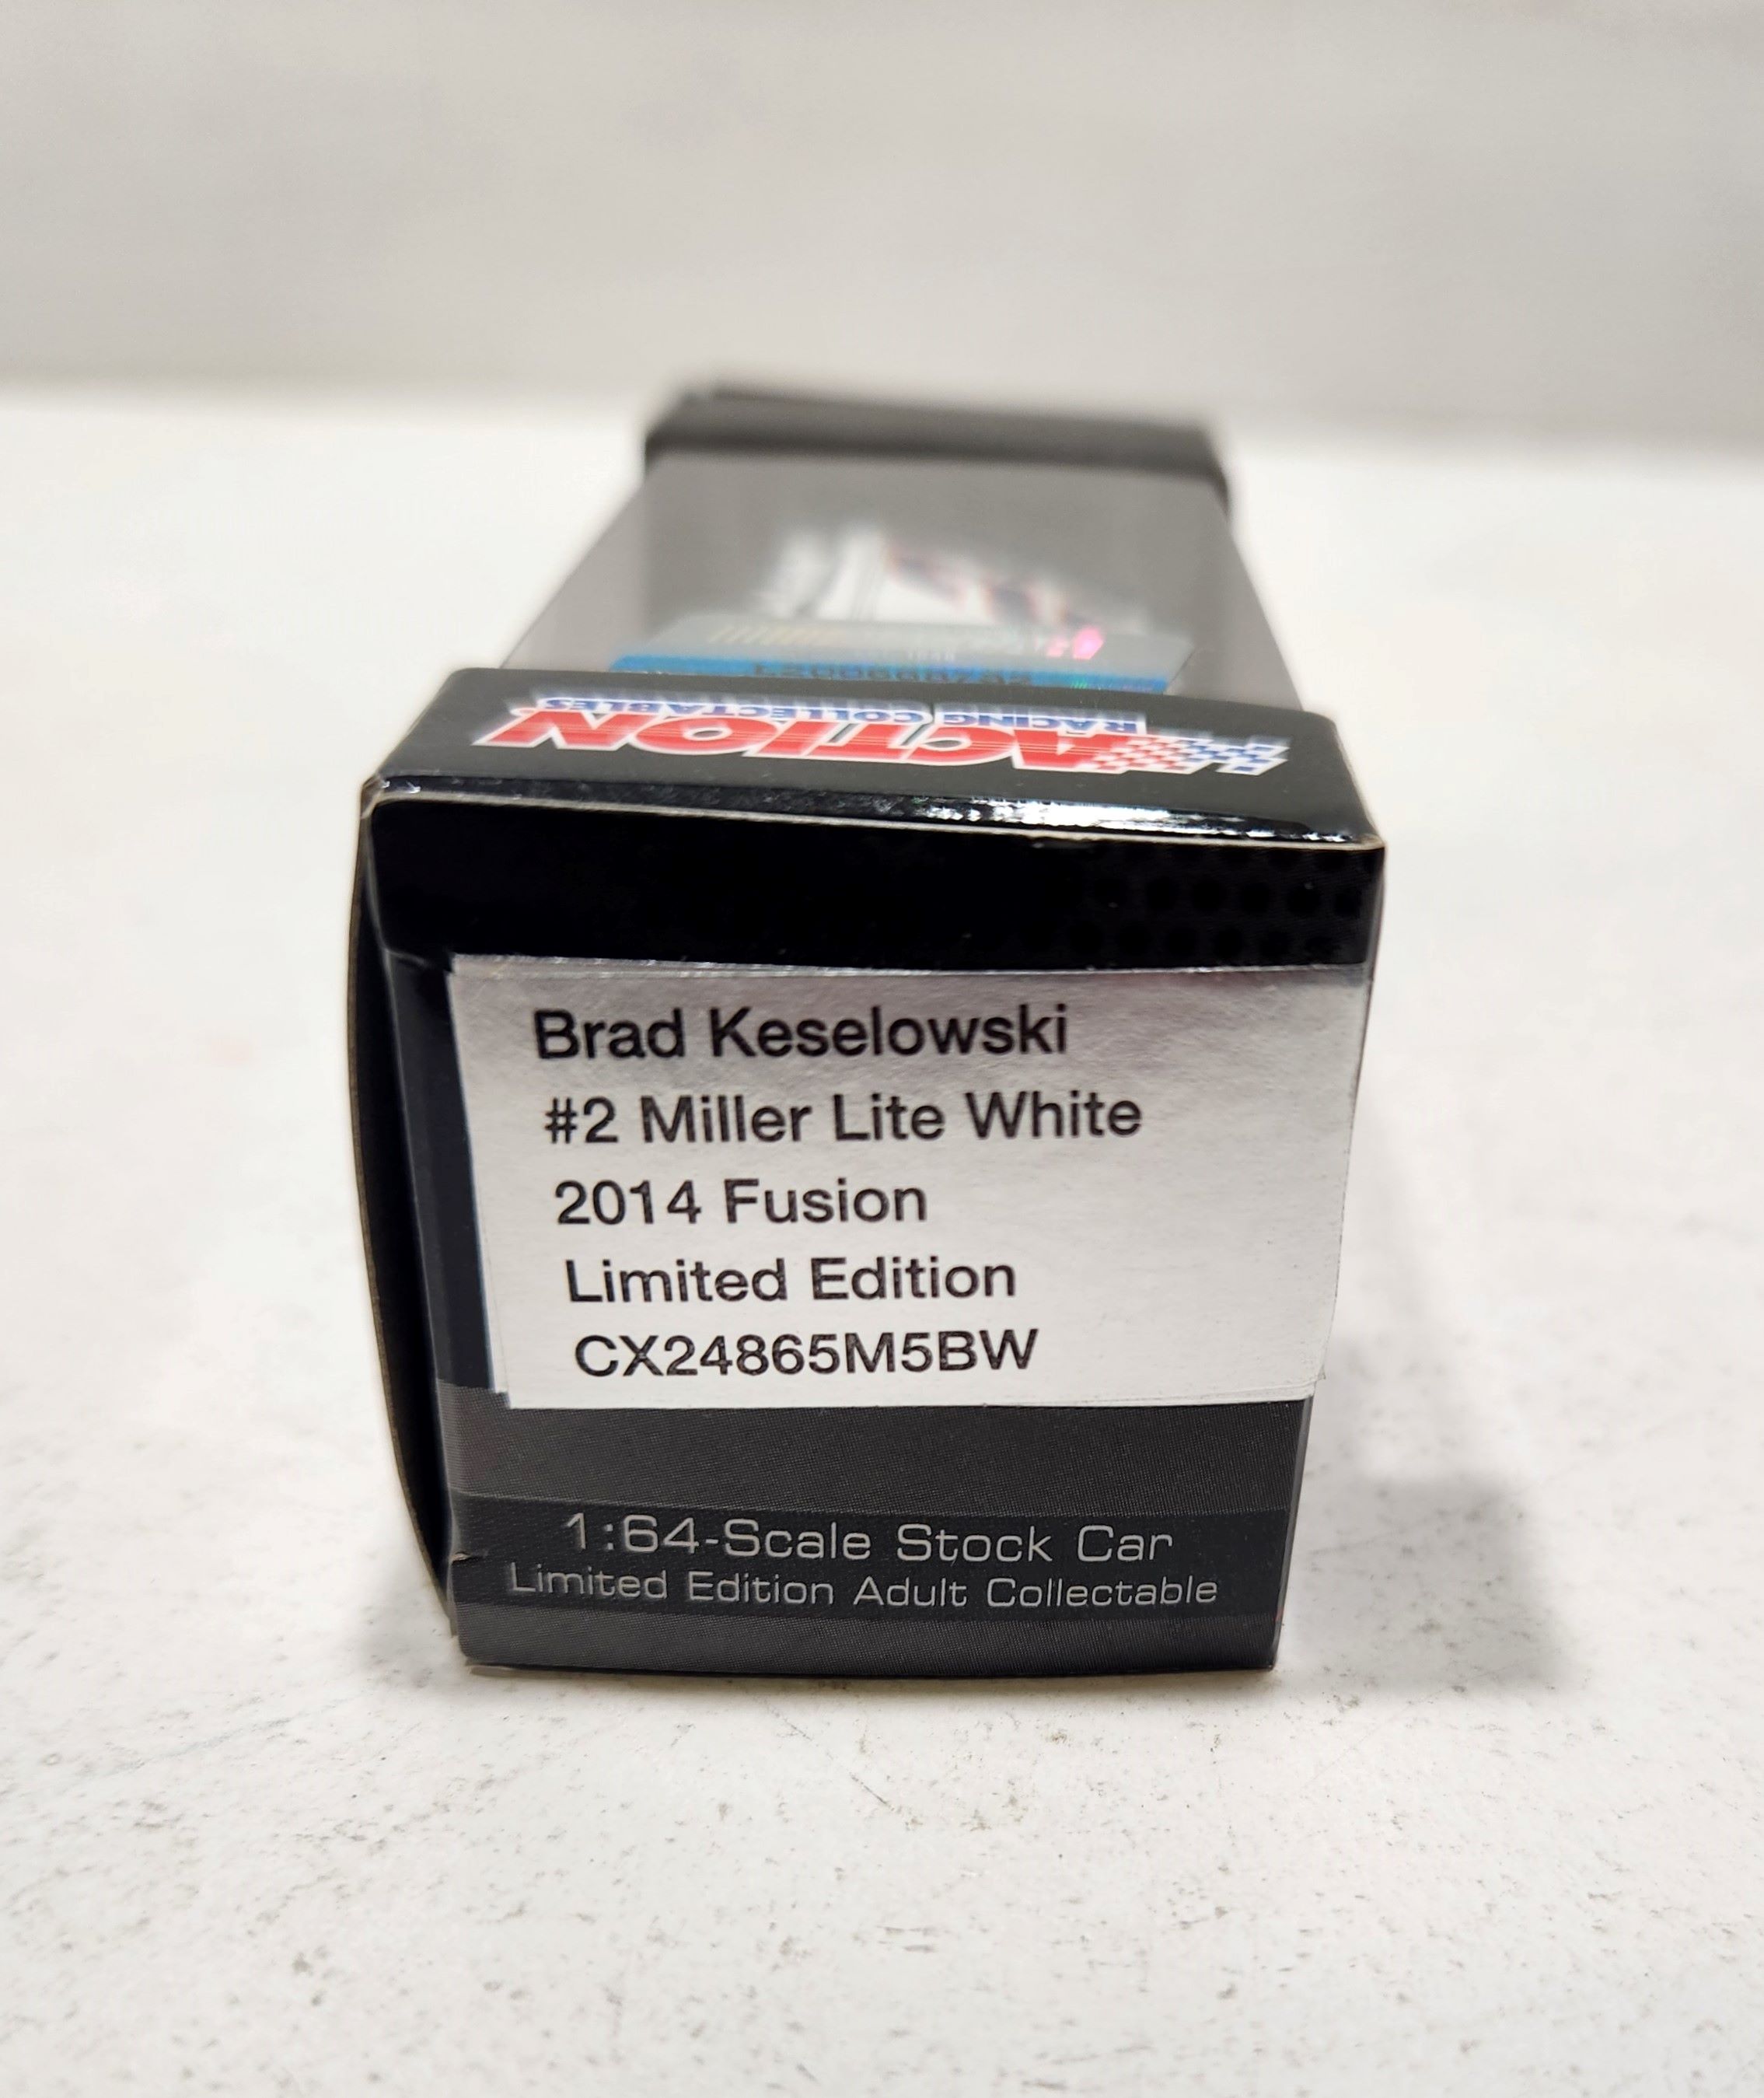 ACTION
RACING COLLECTABLES
Brad Keselowski
#2 Miller Lite White
2014 Fusion
Limited Edition
CX24865M5BW
1:64-Scale Stock Car
Limited Edition Adult Collectable